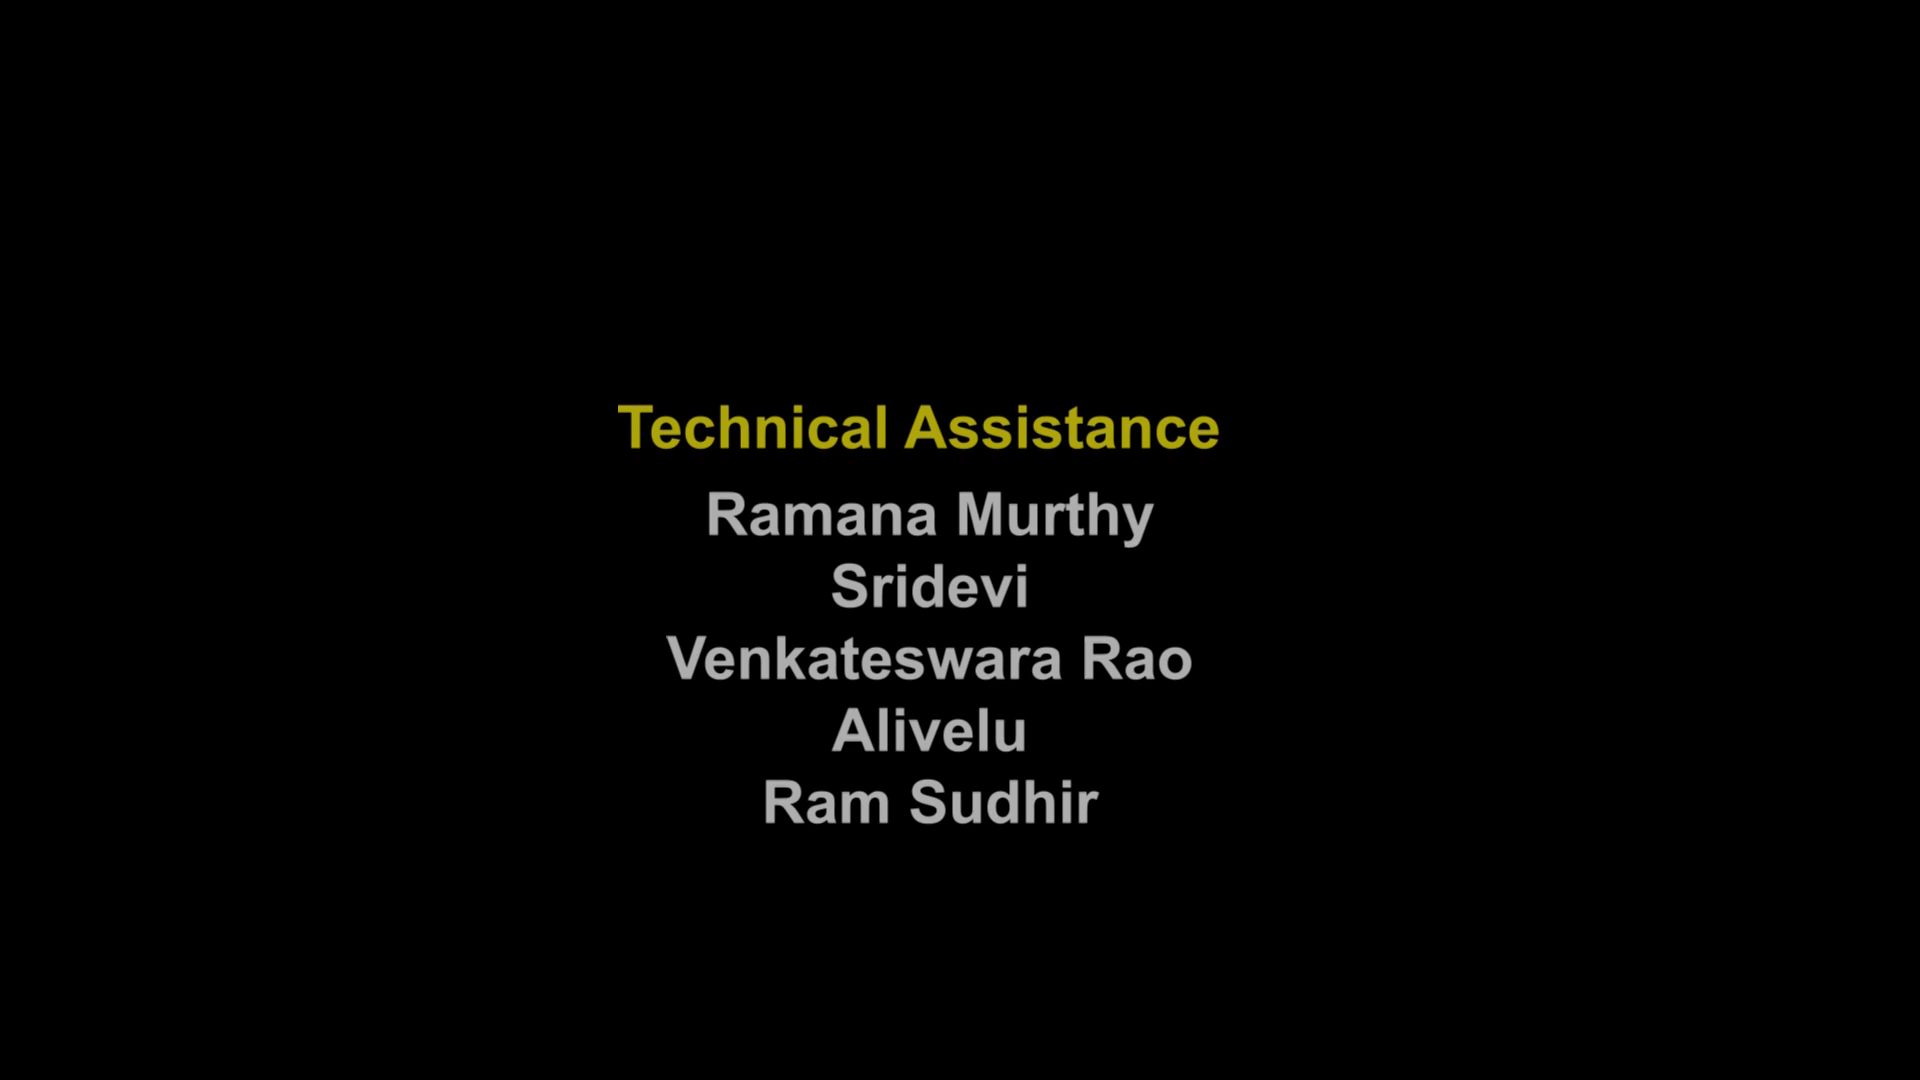 Technical Assistance
Ramana Murthy
Sridevi
Venkateswara Rao
Alivelu
Ram Sudhir